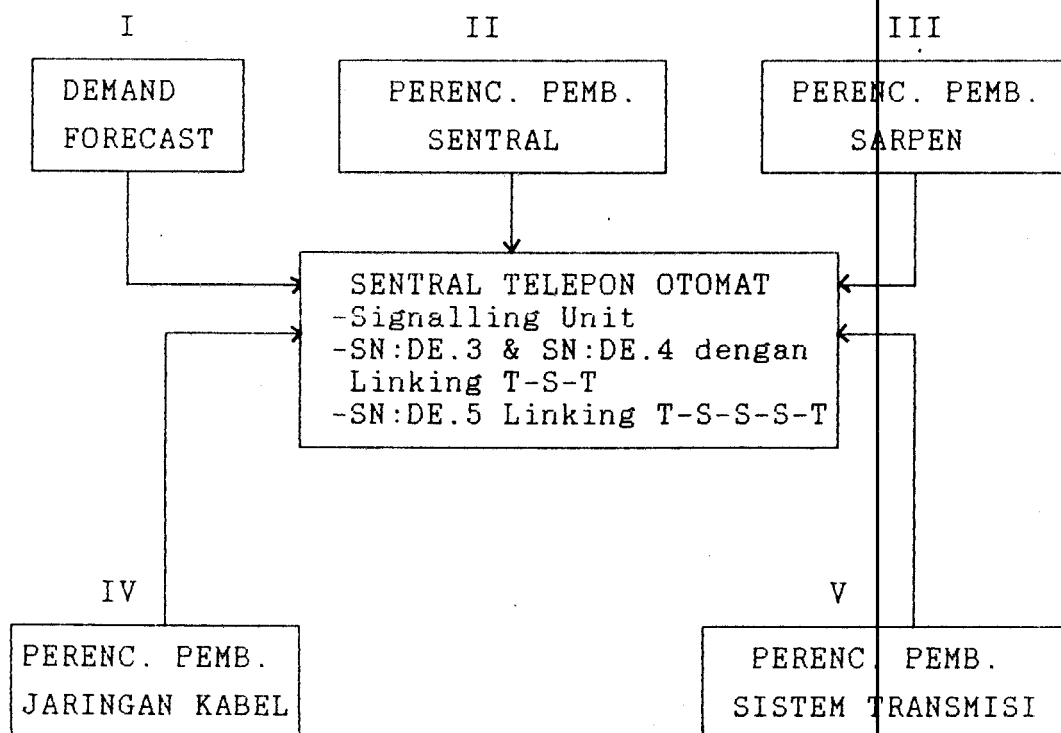 I
II
III
DEMAND
FORECAST
PERENC. PEMB.
SENTRAL
PERENC. PEMB.
SARPEN
SENTRAL TELEPON OTOMAT
-Signalling Unit
-SN:DE.3 & SN:DE.4 dengan
Linking T-S-T
-SN:DE.5 Linking T-S-S-S-T
IV
V
PERENC. PEMB.
JARINGAN KABEL
PERENC. PEMB.
SISTEM TRANSMISI